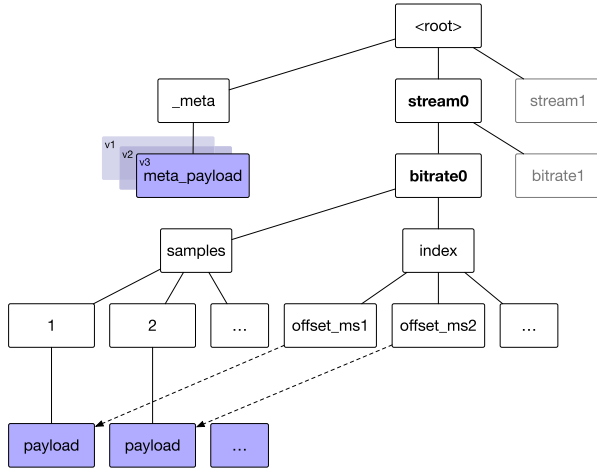 <root>
_meta
stream0
stream1
v1
v2
v3
meta_payload
bitrate0
bitrate1
samples
index
1
2
...
offset_ms1
offset_ms2
...
payload
payload
...